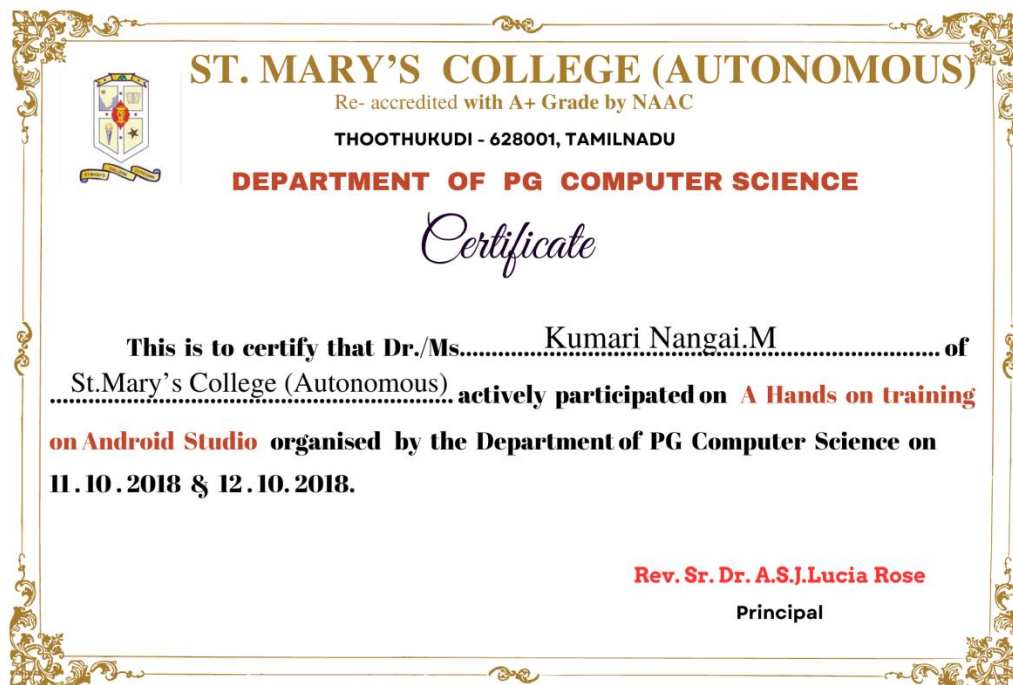 ST. MARY'S COLLEGE (AUTONOMOUS)
Re- accredited with A+ Grade by NAAC
THOOTHUKUDI - 628001, TAMILNADU
DEPARTMENT OF PG COMPUTER SCIENCE
Certificate
This is to certify that Dr./Ms.....Kumari Nangai.M..... of
St.Mary's College (Autonomous) actively participated on A Hands on training
on Android Studio organised by the Department of PG Computer Science on
11.10.2018 & 12.10.2018.
Rev. Sr. Dr. A.S.J.Lucia Rose
Principal